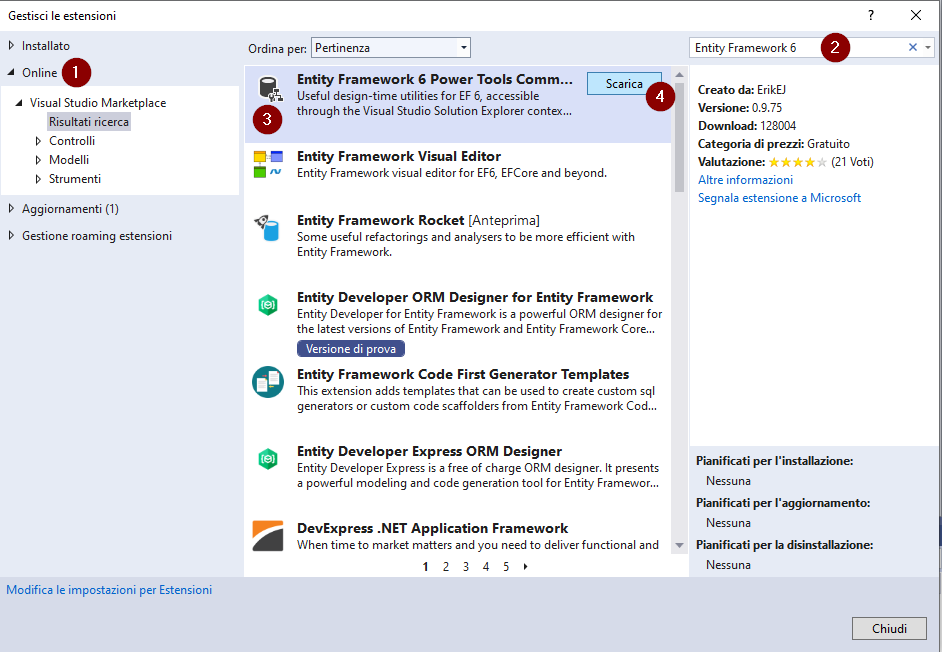 Gestisci le estensioni
?
Installato
Online
1
Visual Studio Marketplace
Risultati ricerca
Controlli
Modelli
Strumenti
Aggiornamenti (1)
Gestione roaming estensioni
Ordina per: Pertinenza
Entity Framework 6
2
Entity Framework 6 Power Tools Comm...
Useful design-time utilities for EF 6, accessible
through the Visual Studio Solution Explorer contex...
Scarica
3
4
Entity Framework Visual Editor
Entity Framework visual editor for EF6, EFCore and beyond.
Entity Framework Rocket [Anteprima]
Some useful refactorings and analysers to be more efficient with
Entity Framework.
Entity Developer ORM Designer for Entity Framework
Entity Developer for Entity Framework is a powerful ORM designer for
the latest versions of Entity Framework and Entity Framework Core...
Versione di prova
Entity Framework Code First Generator Templates
This extension adds templates that can be used to create custom sql
generators or custom code scaffolders from Entity Framework Cod...
Entity Developer Express ORM Designer
Entity Developer Express is a free of charge ORM designer. It presents
a powerful modeling and code generation tool for Entity Framewor...
DevExpress .NET Application Framework
When time to market matters and you need to deliver functional and
1 2 3 4 5
Creato da: ErikEJ
Versione: 0.9.75
Download: 128004
Categoria di prezzi: Gratuito
Valutazione: (21 Voti)
Altre informazioni
Segnala estensione a Microsoft
Pianificati per l'installazione:
Nessuna
Pianificati per l'aggiornamento:
Nessuna
Pianificati per la disinstallazione:
Nessuna
Modifica le impostazioni per Estensioni
Chiudi